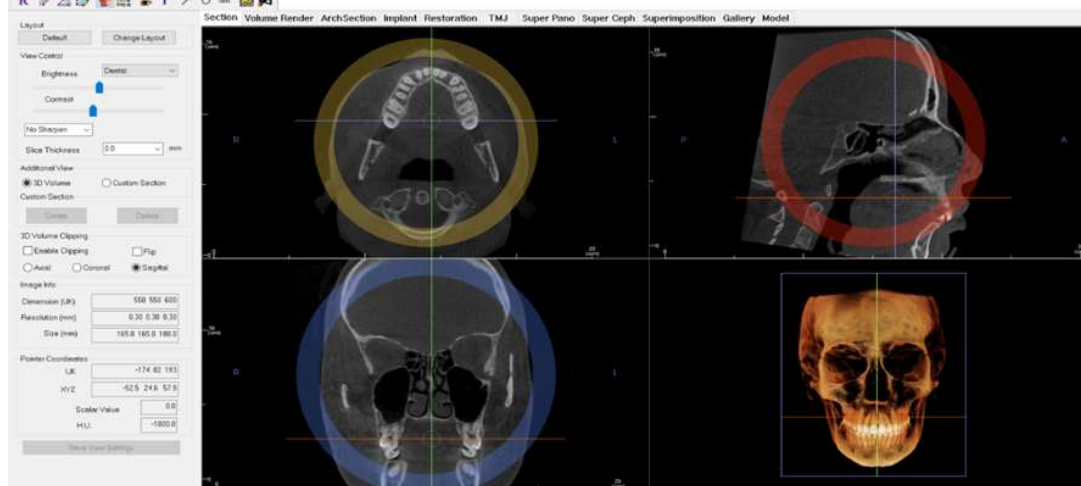 Section Volume Render ArchSection Implant Restoration TMJ Super Pano Super Ceph Superimposition Gallery Model
Layout
Default Change Layout
View Control
Brightness Dental
Contrast
No Sharpen
Slice Thickness 0.0 mm
Additional View
3D Volume Custom Section
Custom Section
Create Delete
3D Volume Clipping
Enable Clipping Flip
Axial Coronal Sagittal
Image Info
Dimension (IJK) 550 550 600
Resolution (mm) 0.30 0.30 0.30
Size (mm) 165.0 165.0 180.0
Pointer Coordinates
IJK -174 82 193
XYZ -52.5 24.6 57.9
Scalar Value 0.0
H.U. -1000.0
Save View Settings
R L
P A
R L